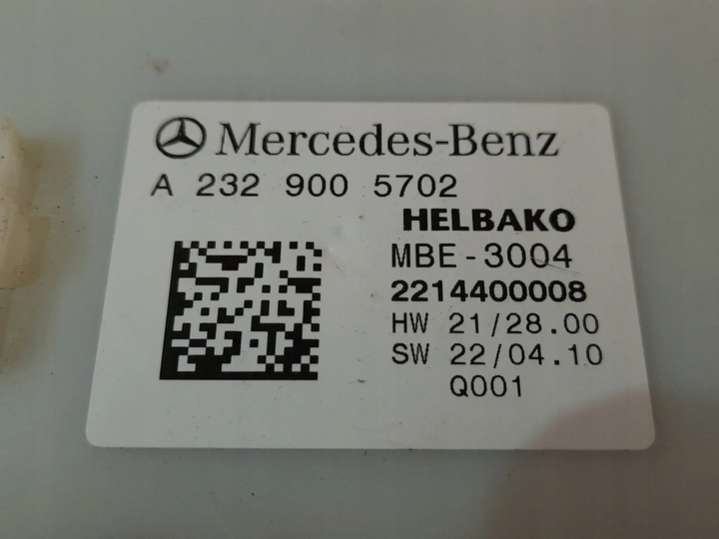 Mercedes-Benz
A 232 900 5702
HELBAKO
MBE-3004
2214400008
HW 21/28.00
SW 22/04.10
Q001